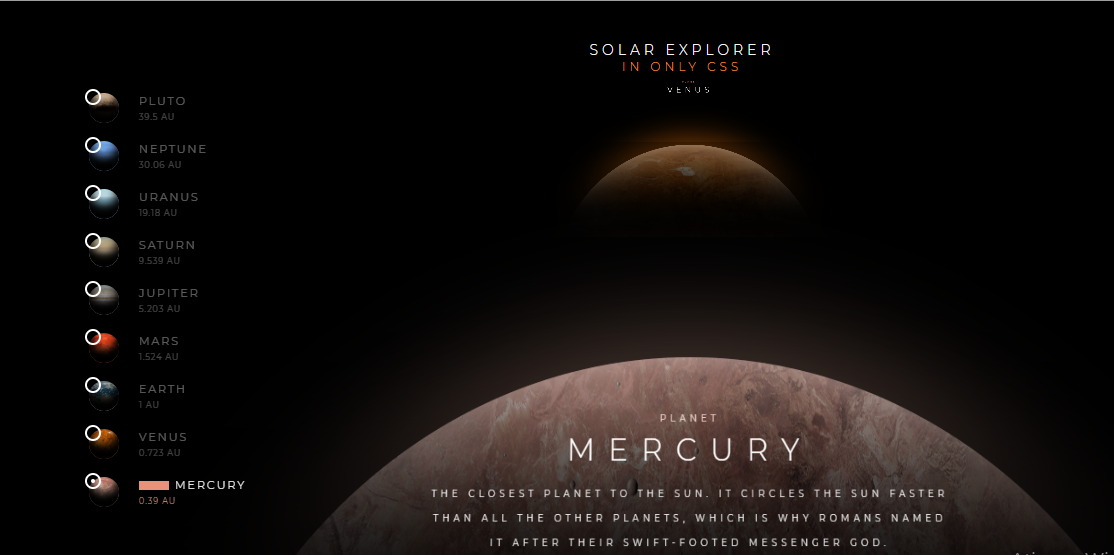 SOLAR EXPLORER
IN ONLY CSS
VENUS
PLUTO
39.5 AU
NEPTUNE
30.06 AU
URANUS
19.18 AU
SATURN
9.539 AU
JUPITER
5.203 AU
MARS
1.524 AU
EARTH
1 AU
VENUS
0.723 AU
MERCURY
0.39 AU
PLANET
MERCURY
THE CLOSEST PLANET TO THE SUN. IT CIRCLES THE SUN FASTER
THAN ALL THE OTHER PLANETS, WHICH IS WHY ROMANS NAMED
IT AFTER THEIR SWIFT-FOOTED MESSENGER GOD.